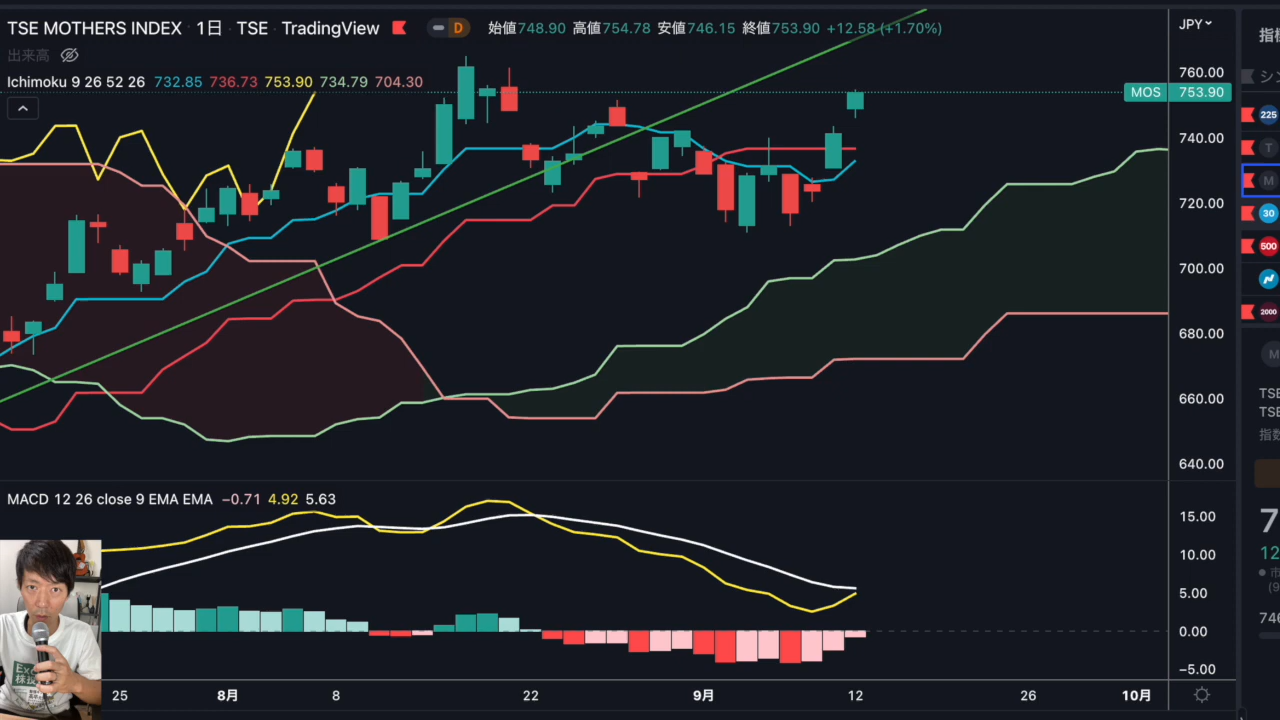 TSE MOTHERS INDEX · 1日 · TSE · TradingView D 始値748.90 高値754.78 安値746.15 終値753.90 +12.58 (+1.70%)
JPY
出来高
Ichimoku 9 26 52 26 732.85 736.73 753.90 734.79 704.30
760.00
MOS 753.90
740.00
720.00
700.00
680.00
660.00
640.00
MACD 12 26 close 9 EMA EMA −0.71 4.92 5.63
15.00
10.00
5.00
0.00
−5.00
25 8月 8 22 9月 12 26 10月
225
T
M
30
500
2000
M
TSE
TSE